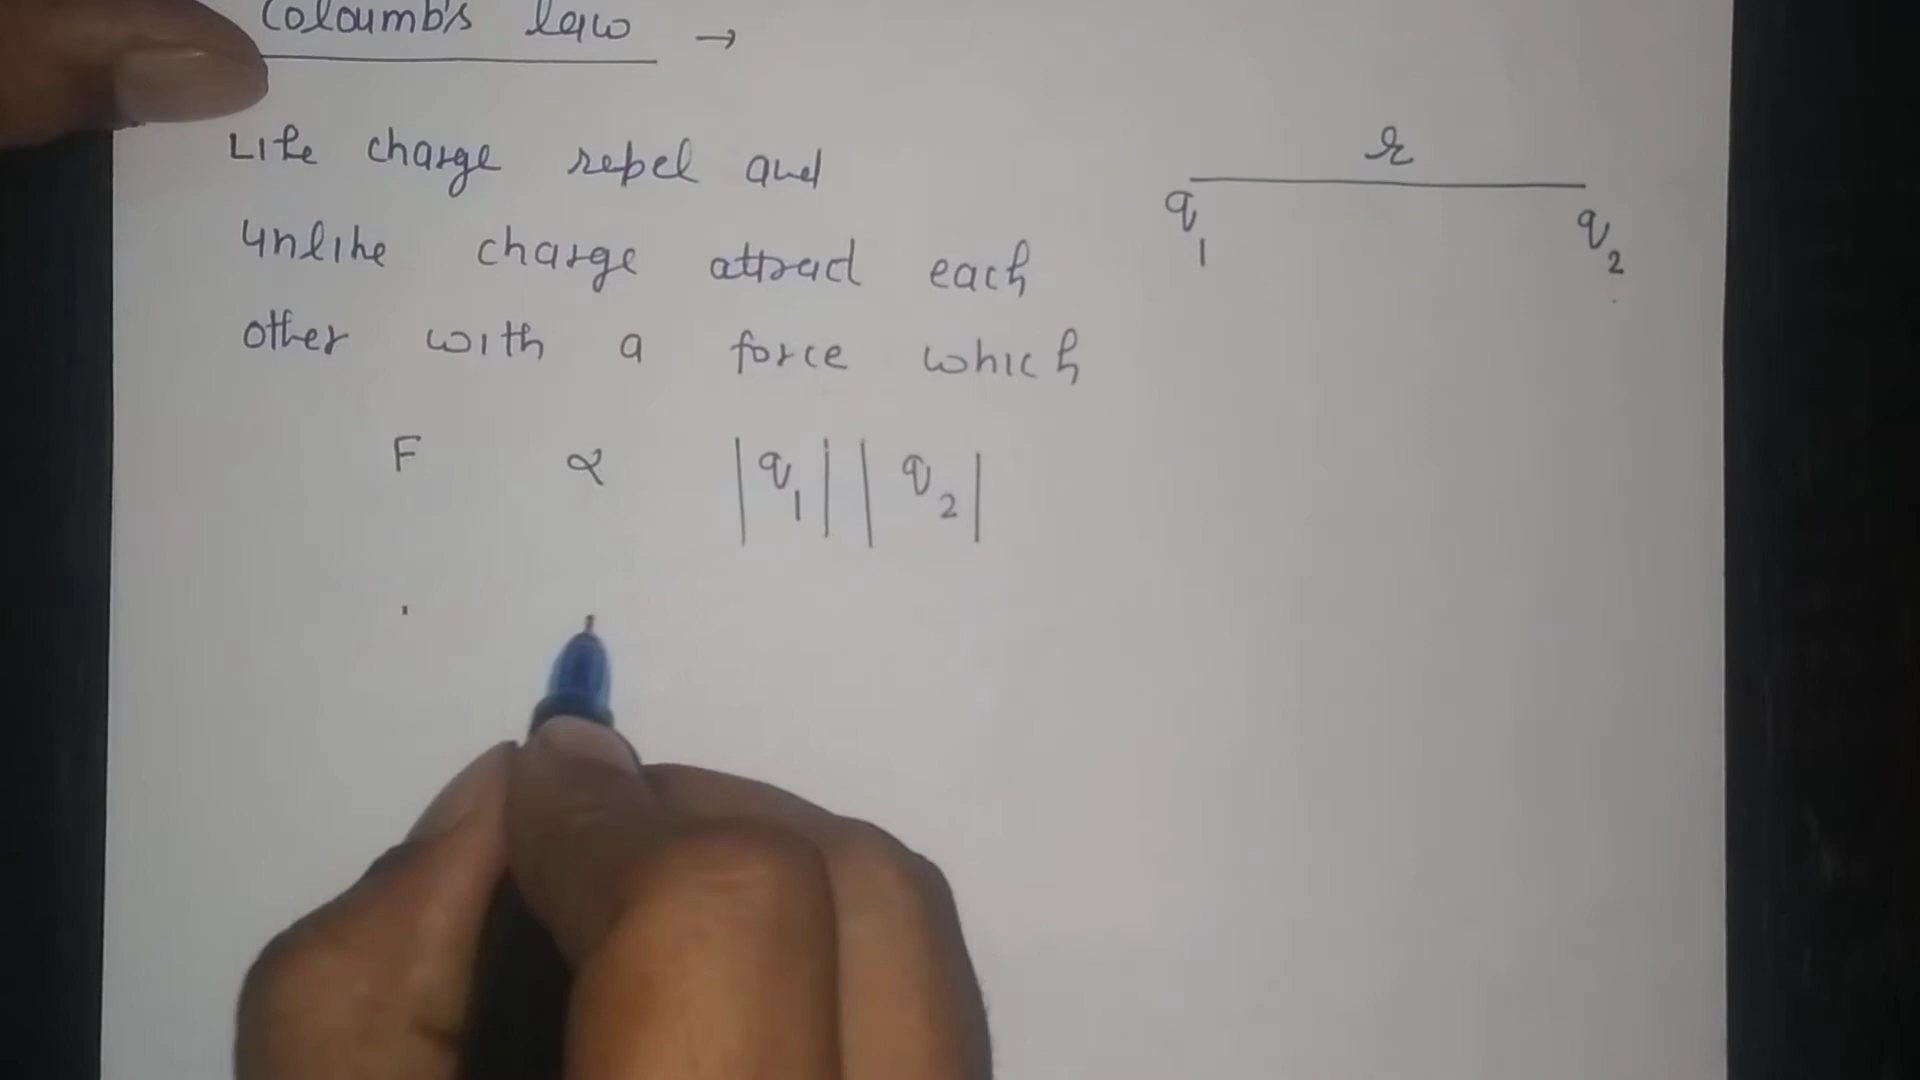 Coloumb's law →
Like charge repel and
r
q1
q2
unlike charge attract each
other with a force which
F ∝ |q1| |q2|